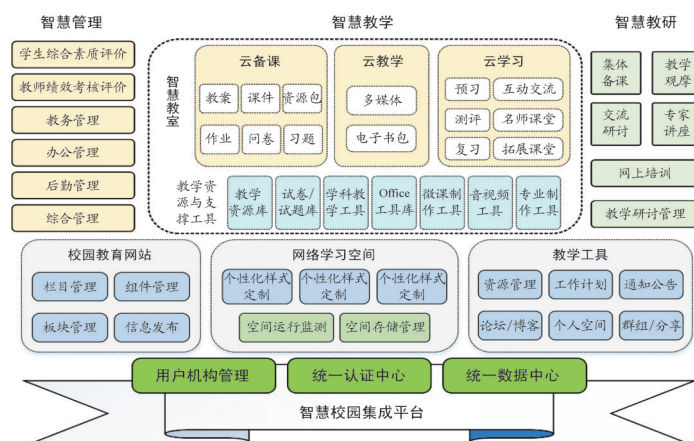 智慧管理
学生综合素质评价
教师绩效考核评价
教务管理
办公管理
后勤管理
综合管理
智慧教学
智慧教室
云备课
教案 课件 资源包
作业 问卷 习题
云教学
多媒体
电子书包
云学习
预习 互动交流
测评 名师课堂
复习 拓展课堂
教学资
源与支
撑工具
教学
资源库
试卷/
试题库
学科教
学工具
Office
工具库
微课制
作工具
音视频
工具
专业制
作工具
智慧教研
集体
备课
教学
观摩
交流
研讨
专家
讲座
网上培训
教学研讨管理
校园教育网站
栏目管理 组件管理
板块管理 信息发布
网络学习空间
个性化样式
定制
个性化样式
定制
个性化样式
定制
空间运行监测 空间存储管理
教学工具
资源管理 工作计划 通知公告
论坛/博客 个人空间 群组/分享
用户机构管理 统一认证中心 统一数据中心
智慧校园集成平台